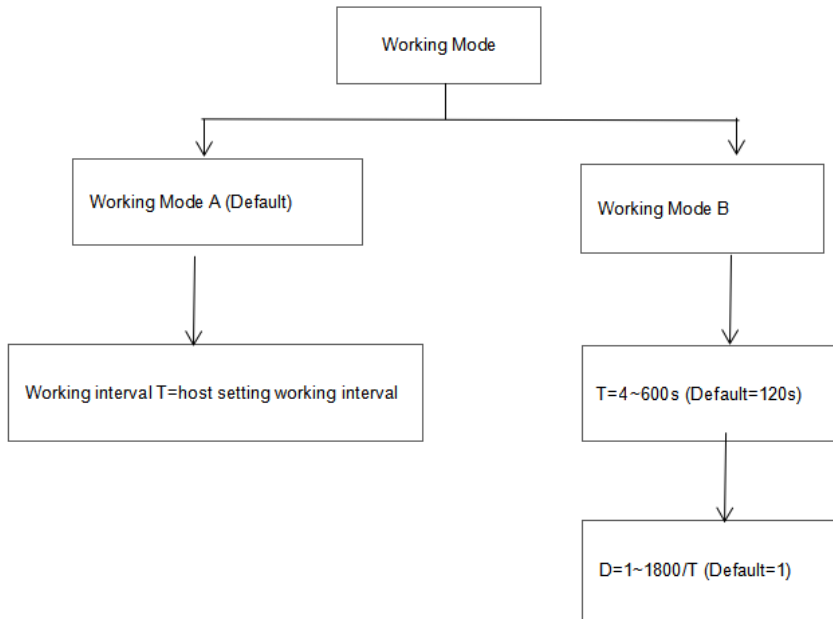 Working Mode
Working Mode A (Default)
Working Mode B
Working interval T=host setting working interval
T=4~600s (Default=120s)
D=1~1800/T (Default=1)